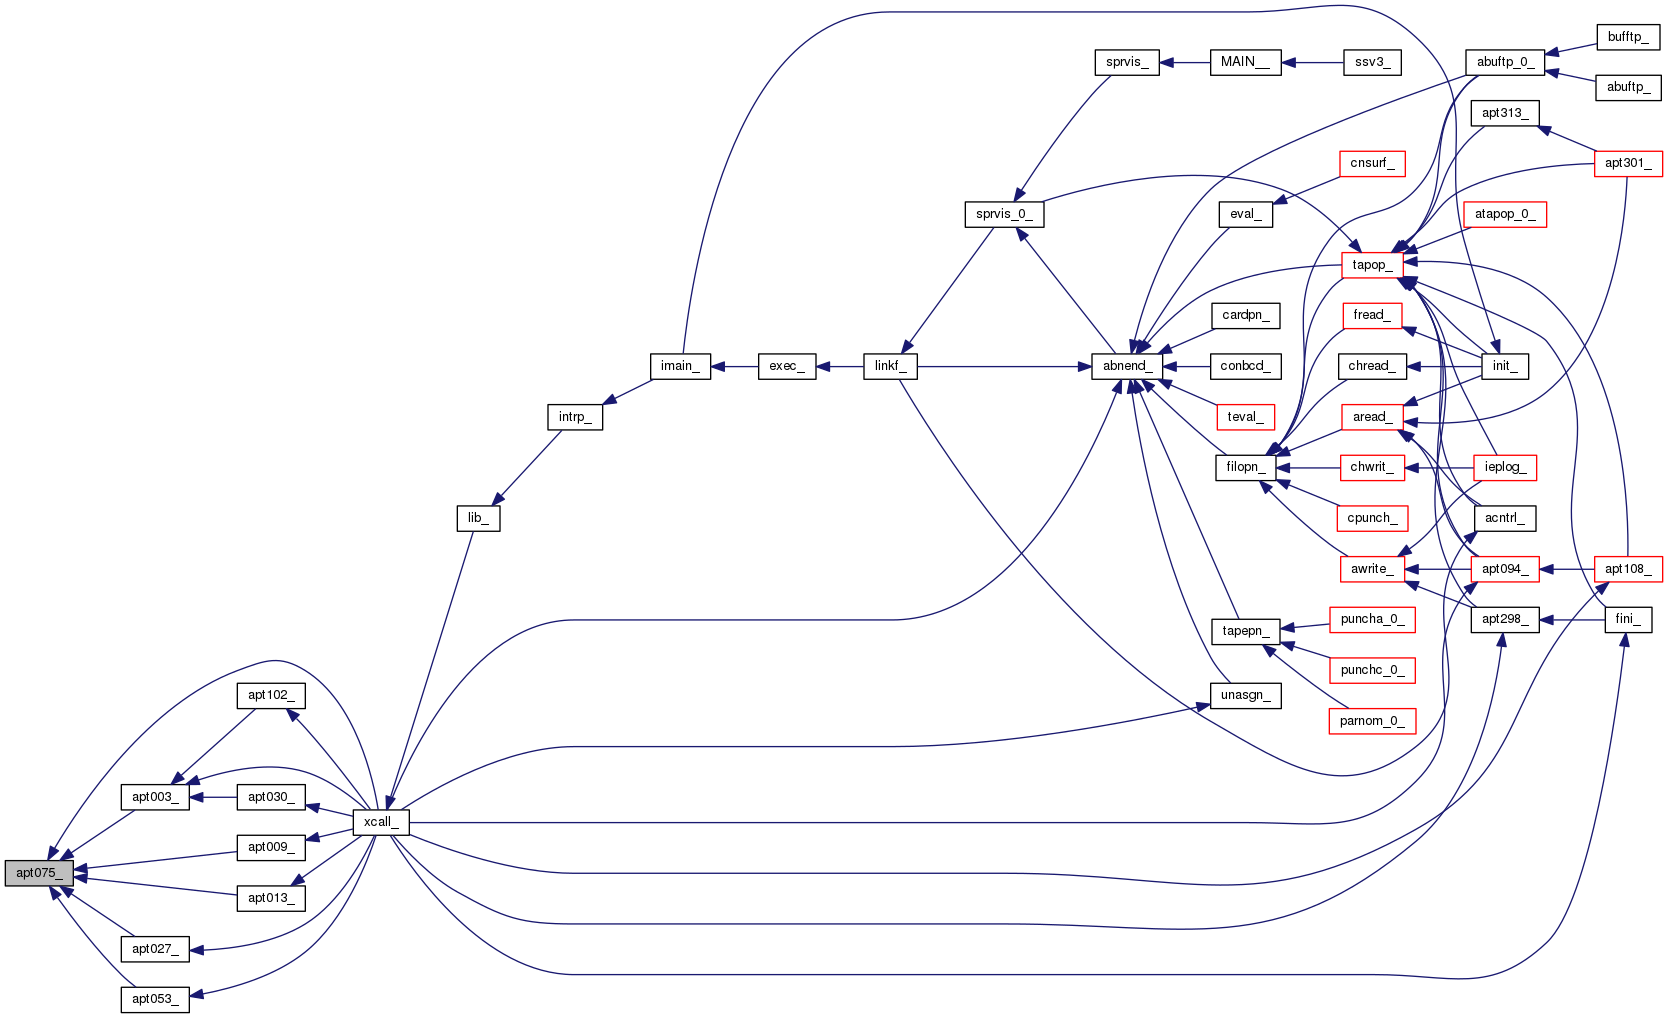 bufftp_
sprvis_
MAIN__
ssv3_
abuftp_0_
abuftp_
apt313_
cnsurf_
apt301_
sprvis_0_
eval_
atapop_0_
tapop_
cardpn_
fread_
imain_
exec_
linkf_
abnend_
conbcd_
chread_
init_
intrp_
teval_
aread_
filopn_
chwrit_
ieplog_
lib_
cpunch_
acntrl_
awrite_
apt094_
apt108_
tapepn_
puncha_0_
apt298_
fini_
punchc_0_
apt102_
unasgn_
parnom_0_
apt003_
apt030_
xcall_
apt009_
apt075_
apt013_
apt027_
apt053_